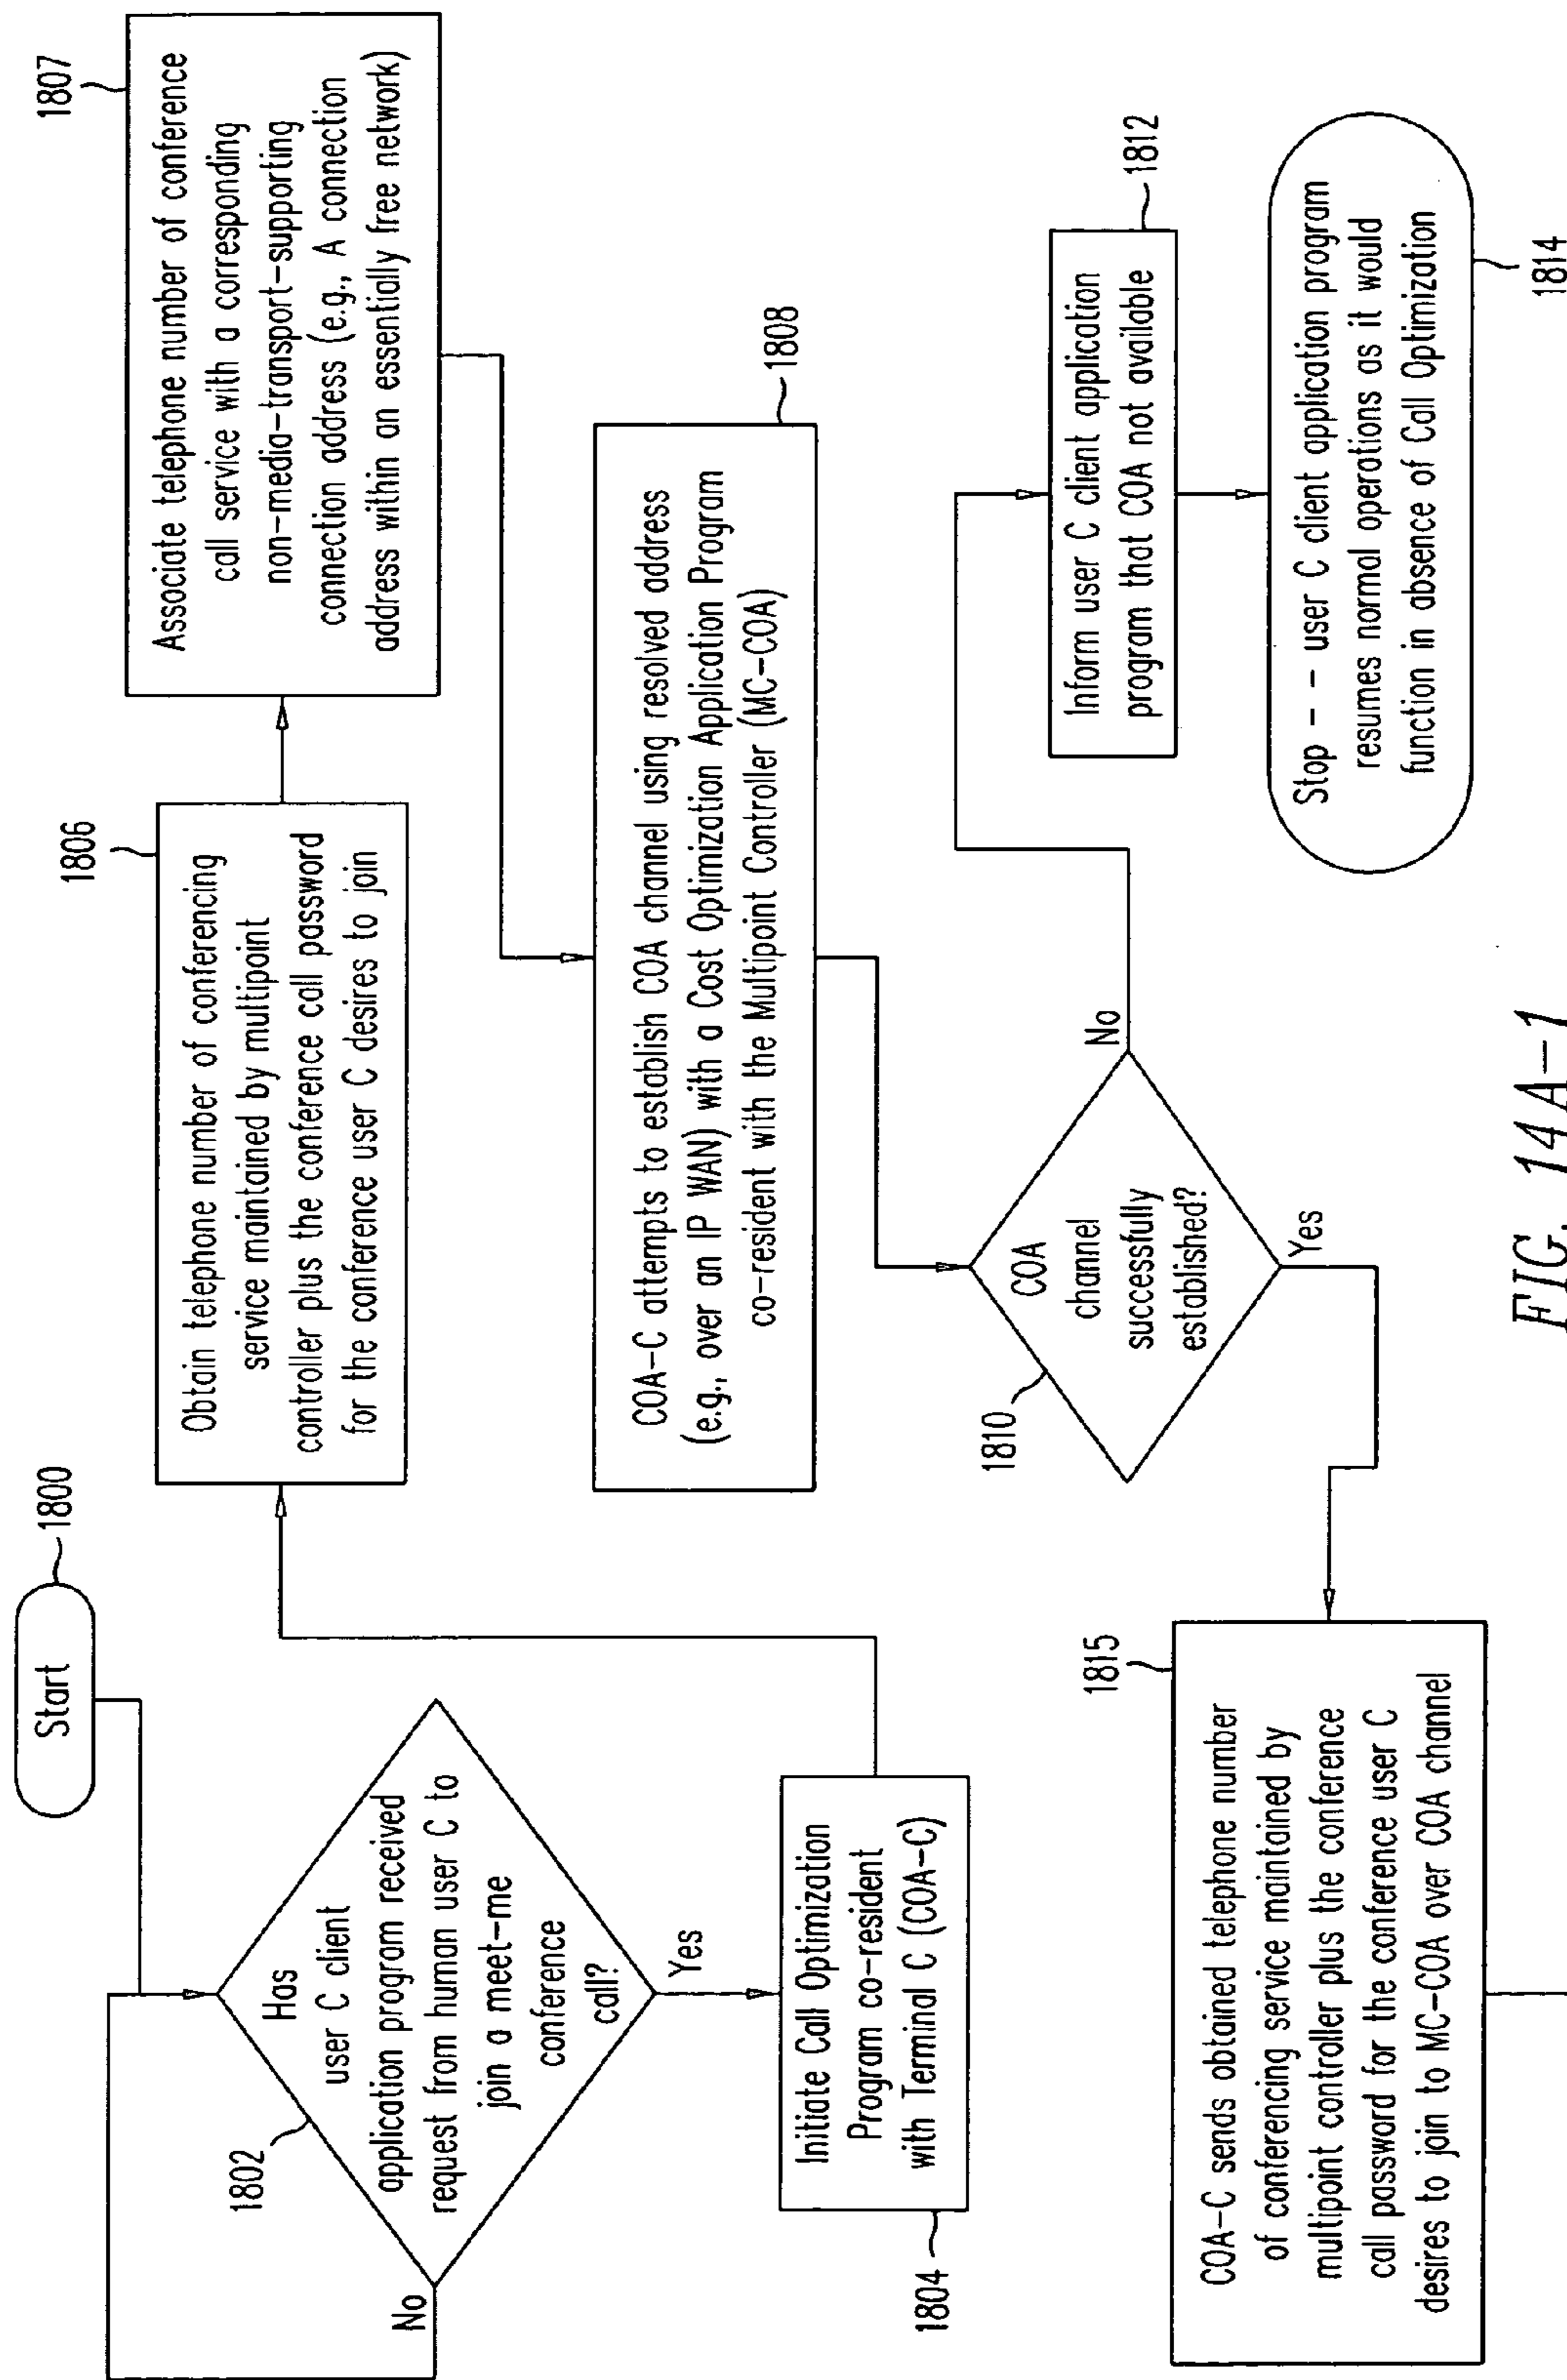 Start
1800
Has
user C client
application program received
request from human user C to
join a meet-me
conference
call?
1802
No
Yes
Initiate Call Optimization
Program co-resident
with Terminal C (COA-C)
1804
1806
Obtain telephone number of conferencing
service maintained by multipoint
controller plus the conference call password
for the conference user C desires to join
1807
Associate telephone number of conference
call service with a corresponding
non-media-transport-supporting
connection address (e.g., A connection
address within an essentially free network)
1808
COA-C attempts to establish COA channel using resolved address
(e.g., over an IP WAN) with a Cost Optimization Application Program
co-resident with the Multipoint Controller (MC-COA)
1810
COA
channel
successfully
established?
No
Yes
1812
Inform user C client application
program that COA not available
Stop - - user C client application program
resumes normal operations as it would
function in absence of Call Optimization
1814
1815
COA-C sends obtained telephone number
of conferencing service maintained by
multipoint controller plus the conference
call password for the conference user C
desires to join to MC-COA over COA channel
FIG. 14A-1